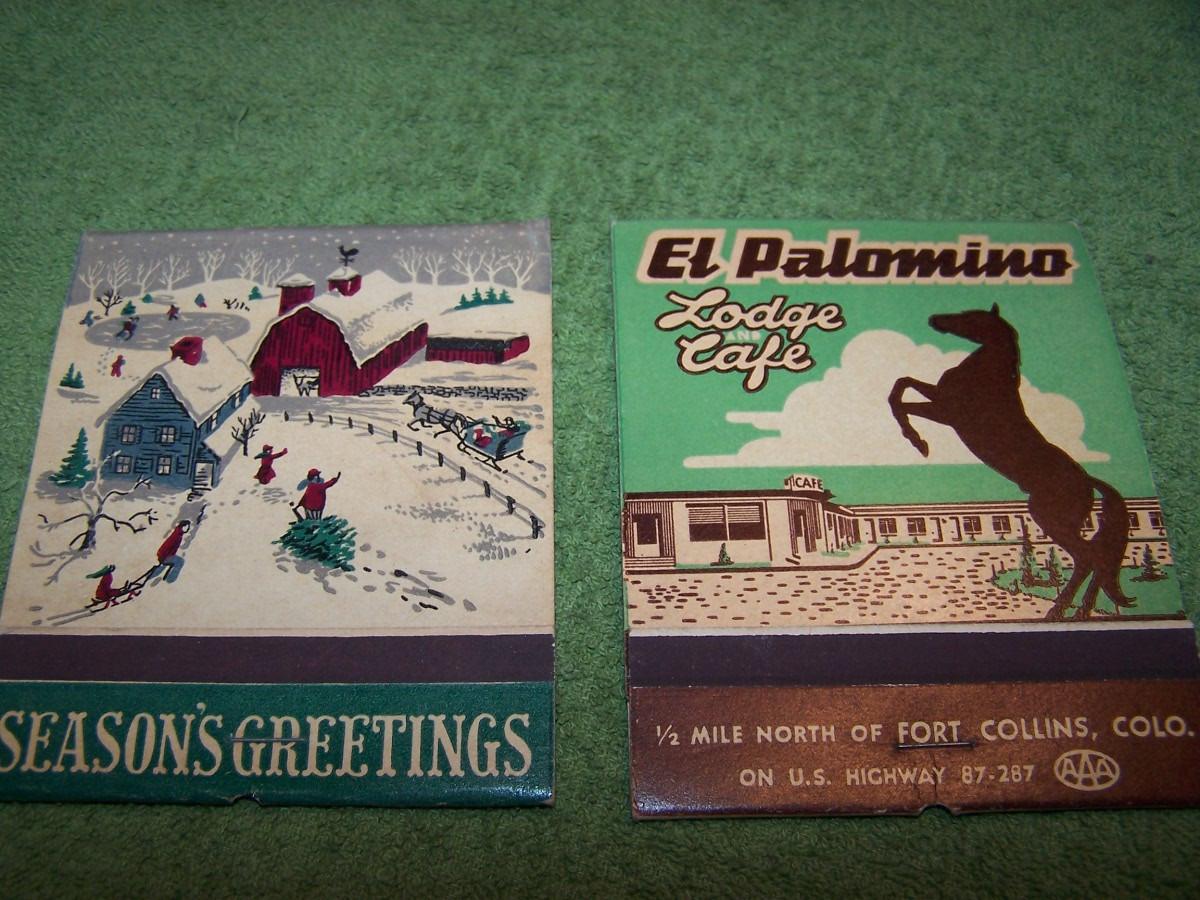 SEASON'S GREETINGS
El Palomino
Lodge
AND
Cafe
CAFE
1/2 MILE NORTH OF FORT COLLINS, COLO.
ON U.S. HIGHWAY 87-287 AAA